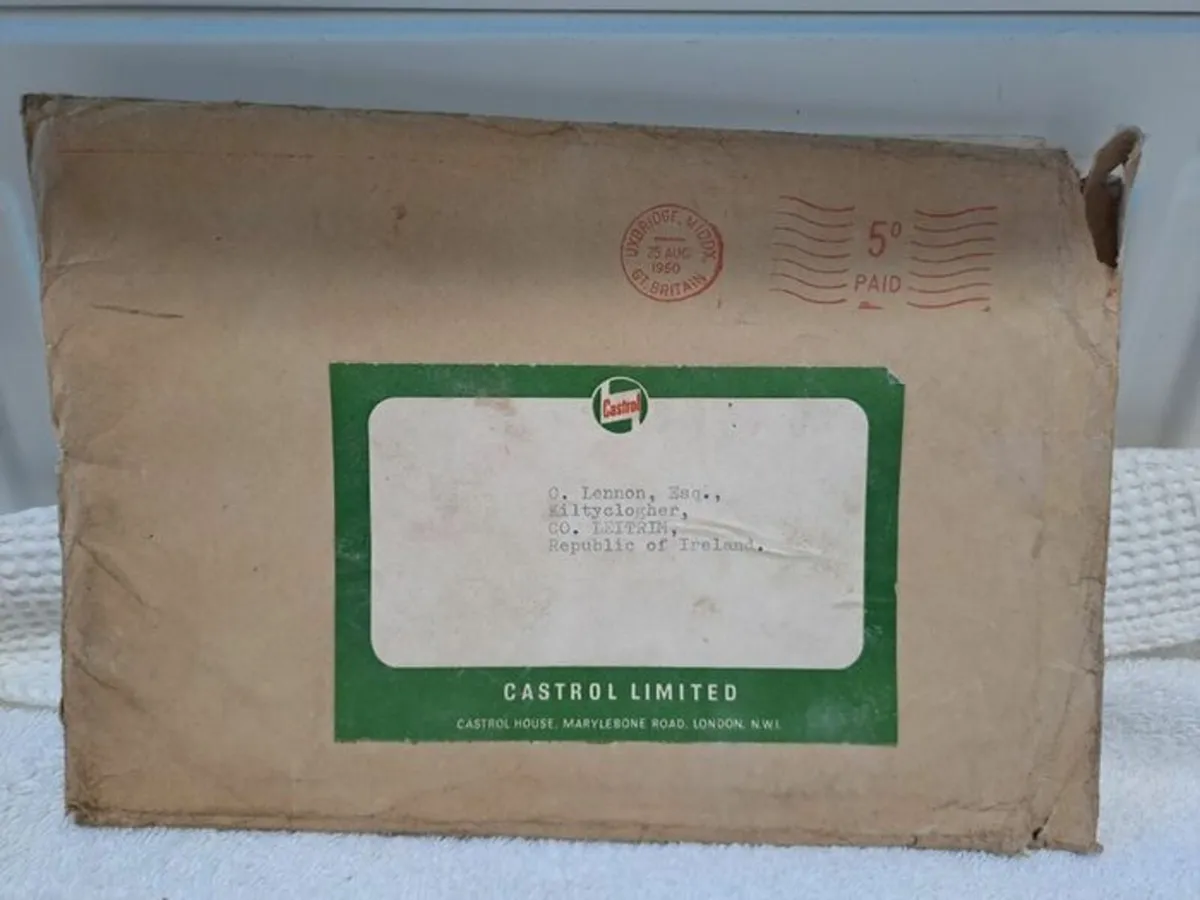 UXBRIDGE, MIDDX.
25 AUG
1960
GT. BRITAIN
5D
PAID
Castrol
O. Lennon, Esq.,
Kiltyclogher,
CO. LEITRIM,
Republic of Ireland.
CASTROL LIMITED
CASTROL HOUSE, MARYLEBONE ROAD, LONDON, N.W.1.